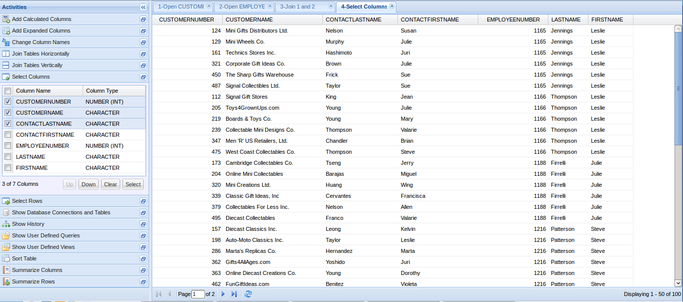 Activities
Add Calculated Columns
Add Expanded Columns
Change Column Names
Join Tables Horizontally
Join Tables Vertically
Select Columns
Column Name Column Type
CUSTOMERNUMBER NUMBER (INT)
CUSTOMERNAME CHARACTER
CONTACTLASTNAME CHARACTER
CONTACTFIRSTNAME CHARACTER
EMPLOYEENUMBER NUMBER (INT)
LASTNAME CHARACTER
FIRSTNAME CHARACTER
3 of 7 Columns Up Down Clear Select
Select Rows
Show Database Connections and Tables
Show History
Show User Defined Queries
Show User Defined Views
Sort Table
Summarize Columns
Summarize Rows
1-Open CUSTOMI 2-Open EMPLOYE 3-Join 1 and 2 4-Select Columns
CUSTOMERNUMBER CUSTOMERNAME CONTACTLASTNAME CONTACTFIRSTNAME EMPLOYEENUMBER LASTNAME FIRSTNAME
124 Mini Gifts Distributors Ltd. Nelson Susan 1165 Jennings Leslie
129 Mini Wheels Co. Murphy Julie 1165 Jennings Leslie
161 Technics Stores Inc. Hashimoto Juri 1165 Jennings Leslie
321 Corporate Gift Ideas Co. Brown Julie 1165 Jennings Leslie
450 The Sharp Gifts Warehouse Frick Sue 1165 Jennings Leslie
487 Signal Collectibles Ltd. Taylor Sue 1165 Jennings Leslie
112 Signal Gift Stores King Jean 1166 Thompson Leslie
205 Toys4GrownUps.com Young Julie 1166 Thompson Leslie
219 Boards & Toys Co. Young Mary 1166 Thompson Leslie
239 Collectable Mini Designs Co. Thompson Valarie 1166 Thompson Leslie
347 Men 'R' US Retailers, Ltd. Chandler Brian 1166 Thompson Leslie
475 West Coast Collectables Co. Thompson Steve 1166 Thompson Leslie
173 Cambridge Collectables Co. Tseng Jerry 1188 Firrelli Julie
204 Online Mini Collectables Barajas Miguel 1188 Firrelli Julie
320 Mini Creations Ltd. Huang Wing 1188 Firrelli Julie
339 Classic Gift Ideas, Inc Cervantes Francisca 1188 Firrelli Julie
379 Collectables For Less Inc. Nelson Allen 1188 Firrelli Julie
495 Diecast Collectables Franco Valarie 1188 Firrelli Julie
157 Diecast Classics Inc. Leong Kelvin 1216 Patterson Steve
198 Auto-Moto Classics Inc. Taylor Leslie 1216 Patterson Steve
286 Marta's Replicas Co. Hernandez Marta 1216 Patterson Steve
362 Gifts4AllAges.com Yoshido Juri 1216 Patterson Steve
363 Online Diecast Creations Co. Young Dorothy 1216 Patterson Steve
462 FunGiftIdeas.com Benitez Violeta 1216 Patterson Steve
Page 1 of 2 Displaying 1 - 50 of 100